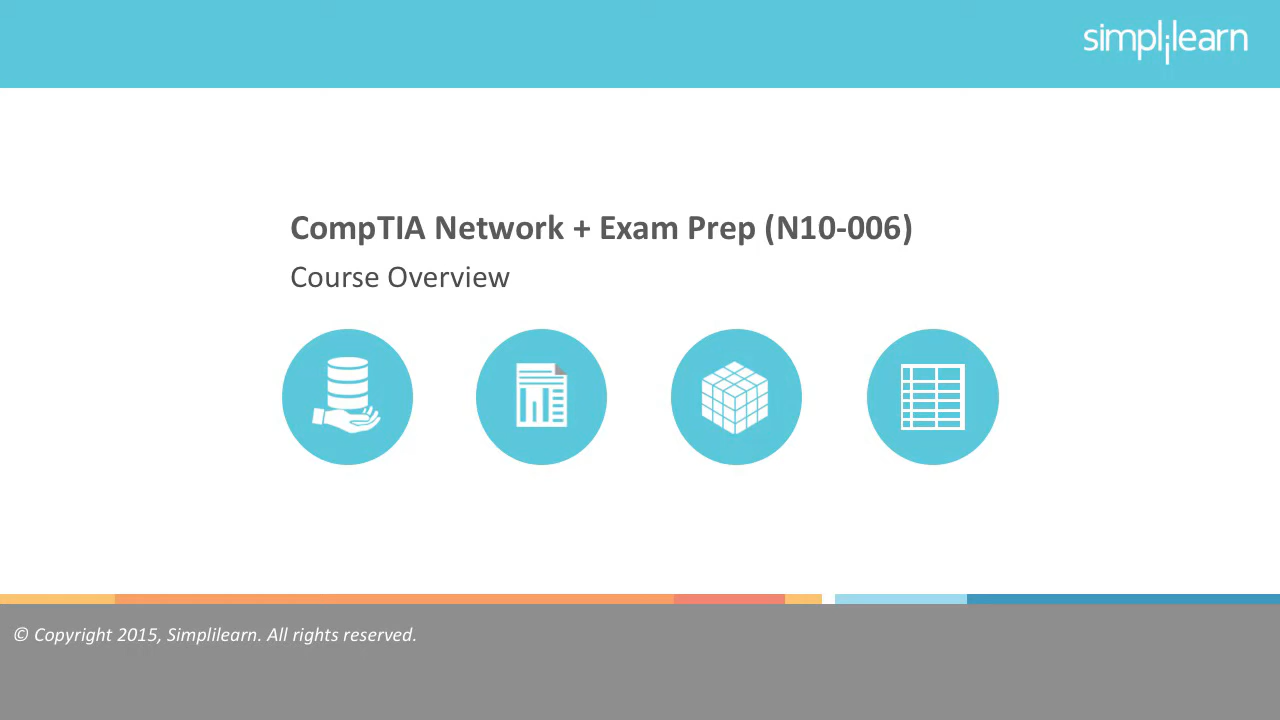 simplilearn
CompTIA Network + Exam Prep (N10-006)
Course Overview
© Copyright 2015, Simplilearn. All rights reserved.